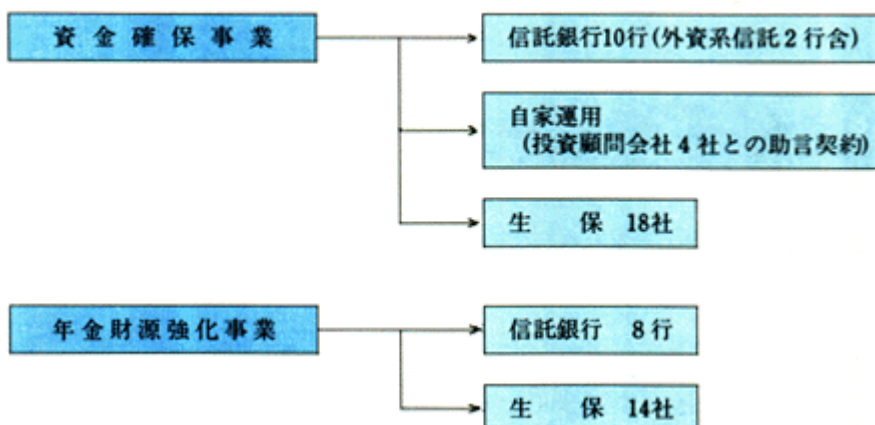 資金確保事業
信託銀行10行(外資系信託2行含)
自家運用
(投資顧問会社4社との助言契約)
生　保 18社
年金財源強化事業
信託銀行 8行
生　保 14社